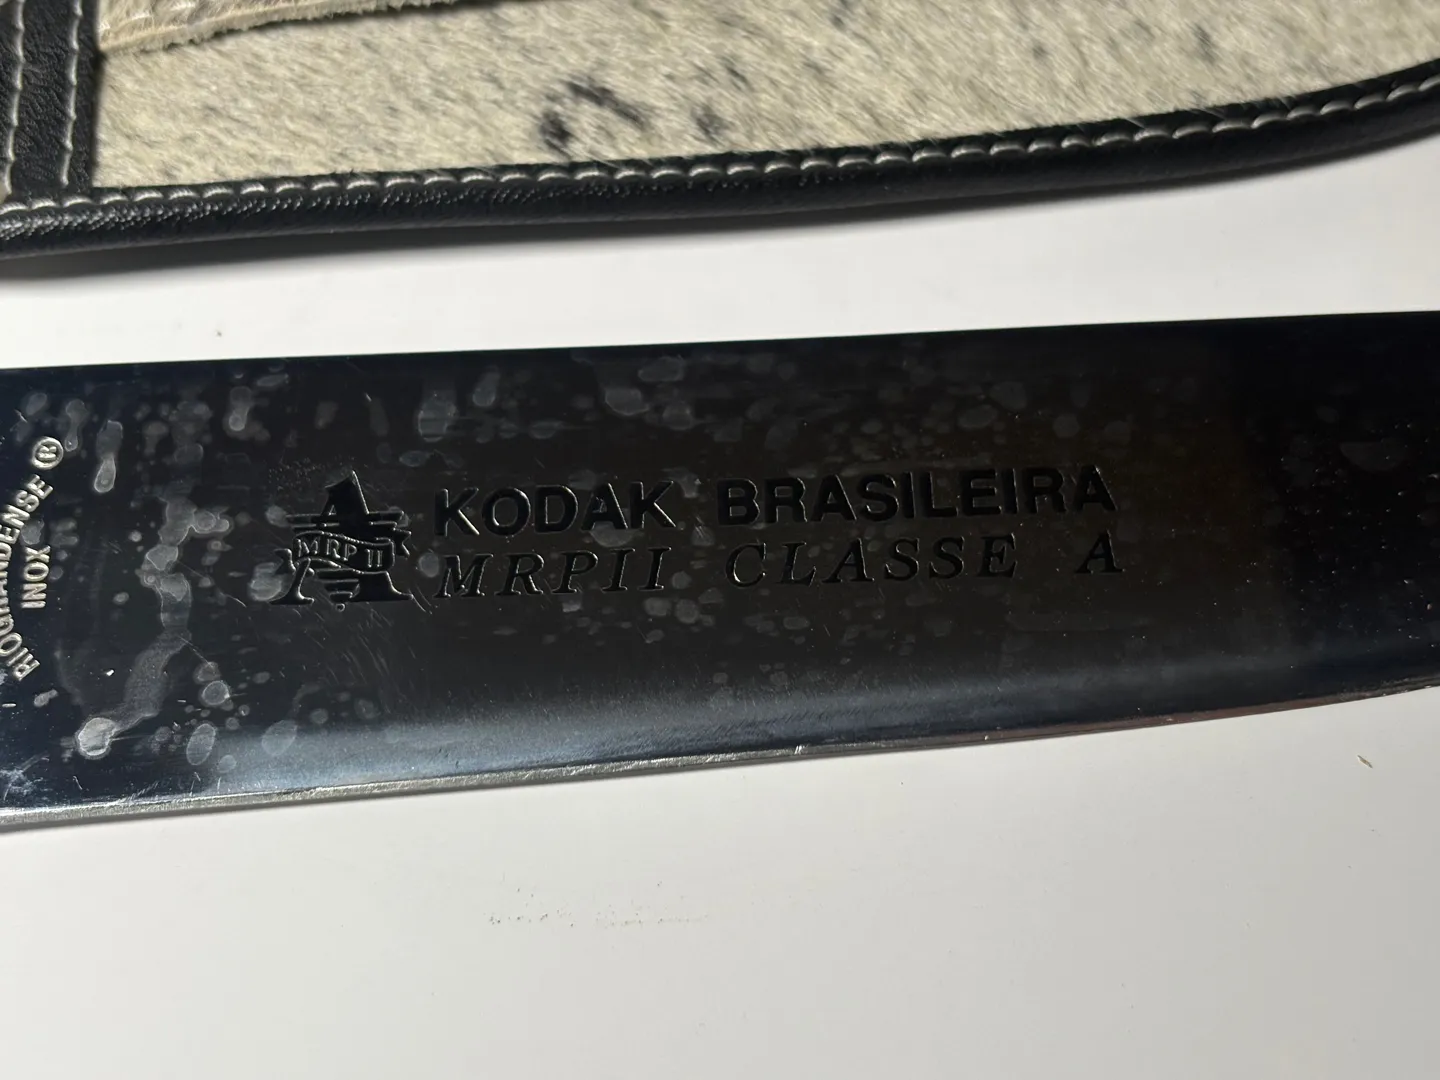 RIOGRANDENSE ®
INOX
MRP II
KODAK BRASILEIRA
MRPII CLASSE A